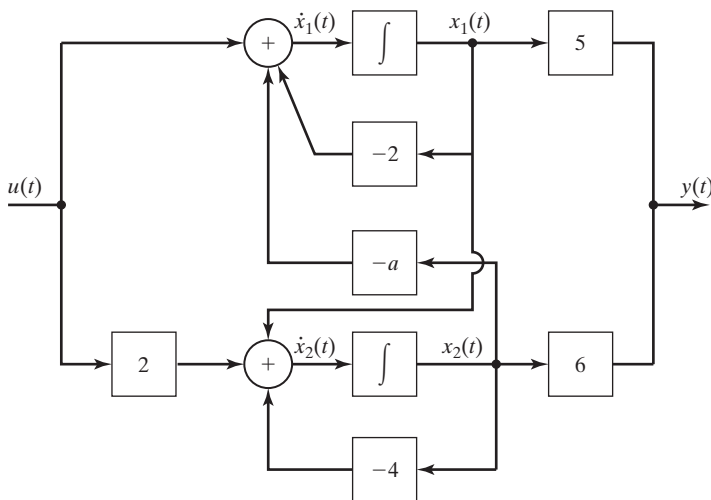 ẋ₁(t) x₁(t)
+ ∫ 5
−2
u(t) y(t)
−a
ẋ₂(t) x₂(t)
2 + ∫ 6
−4